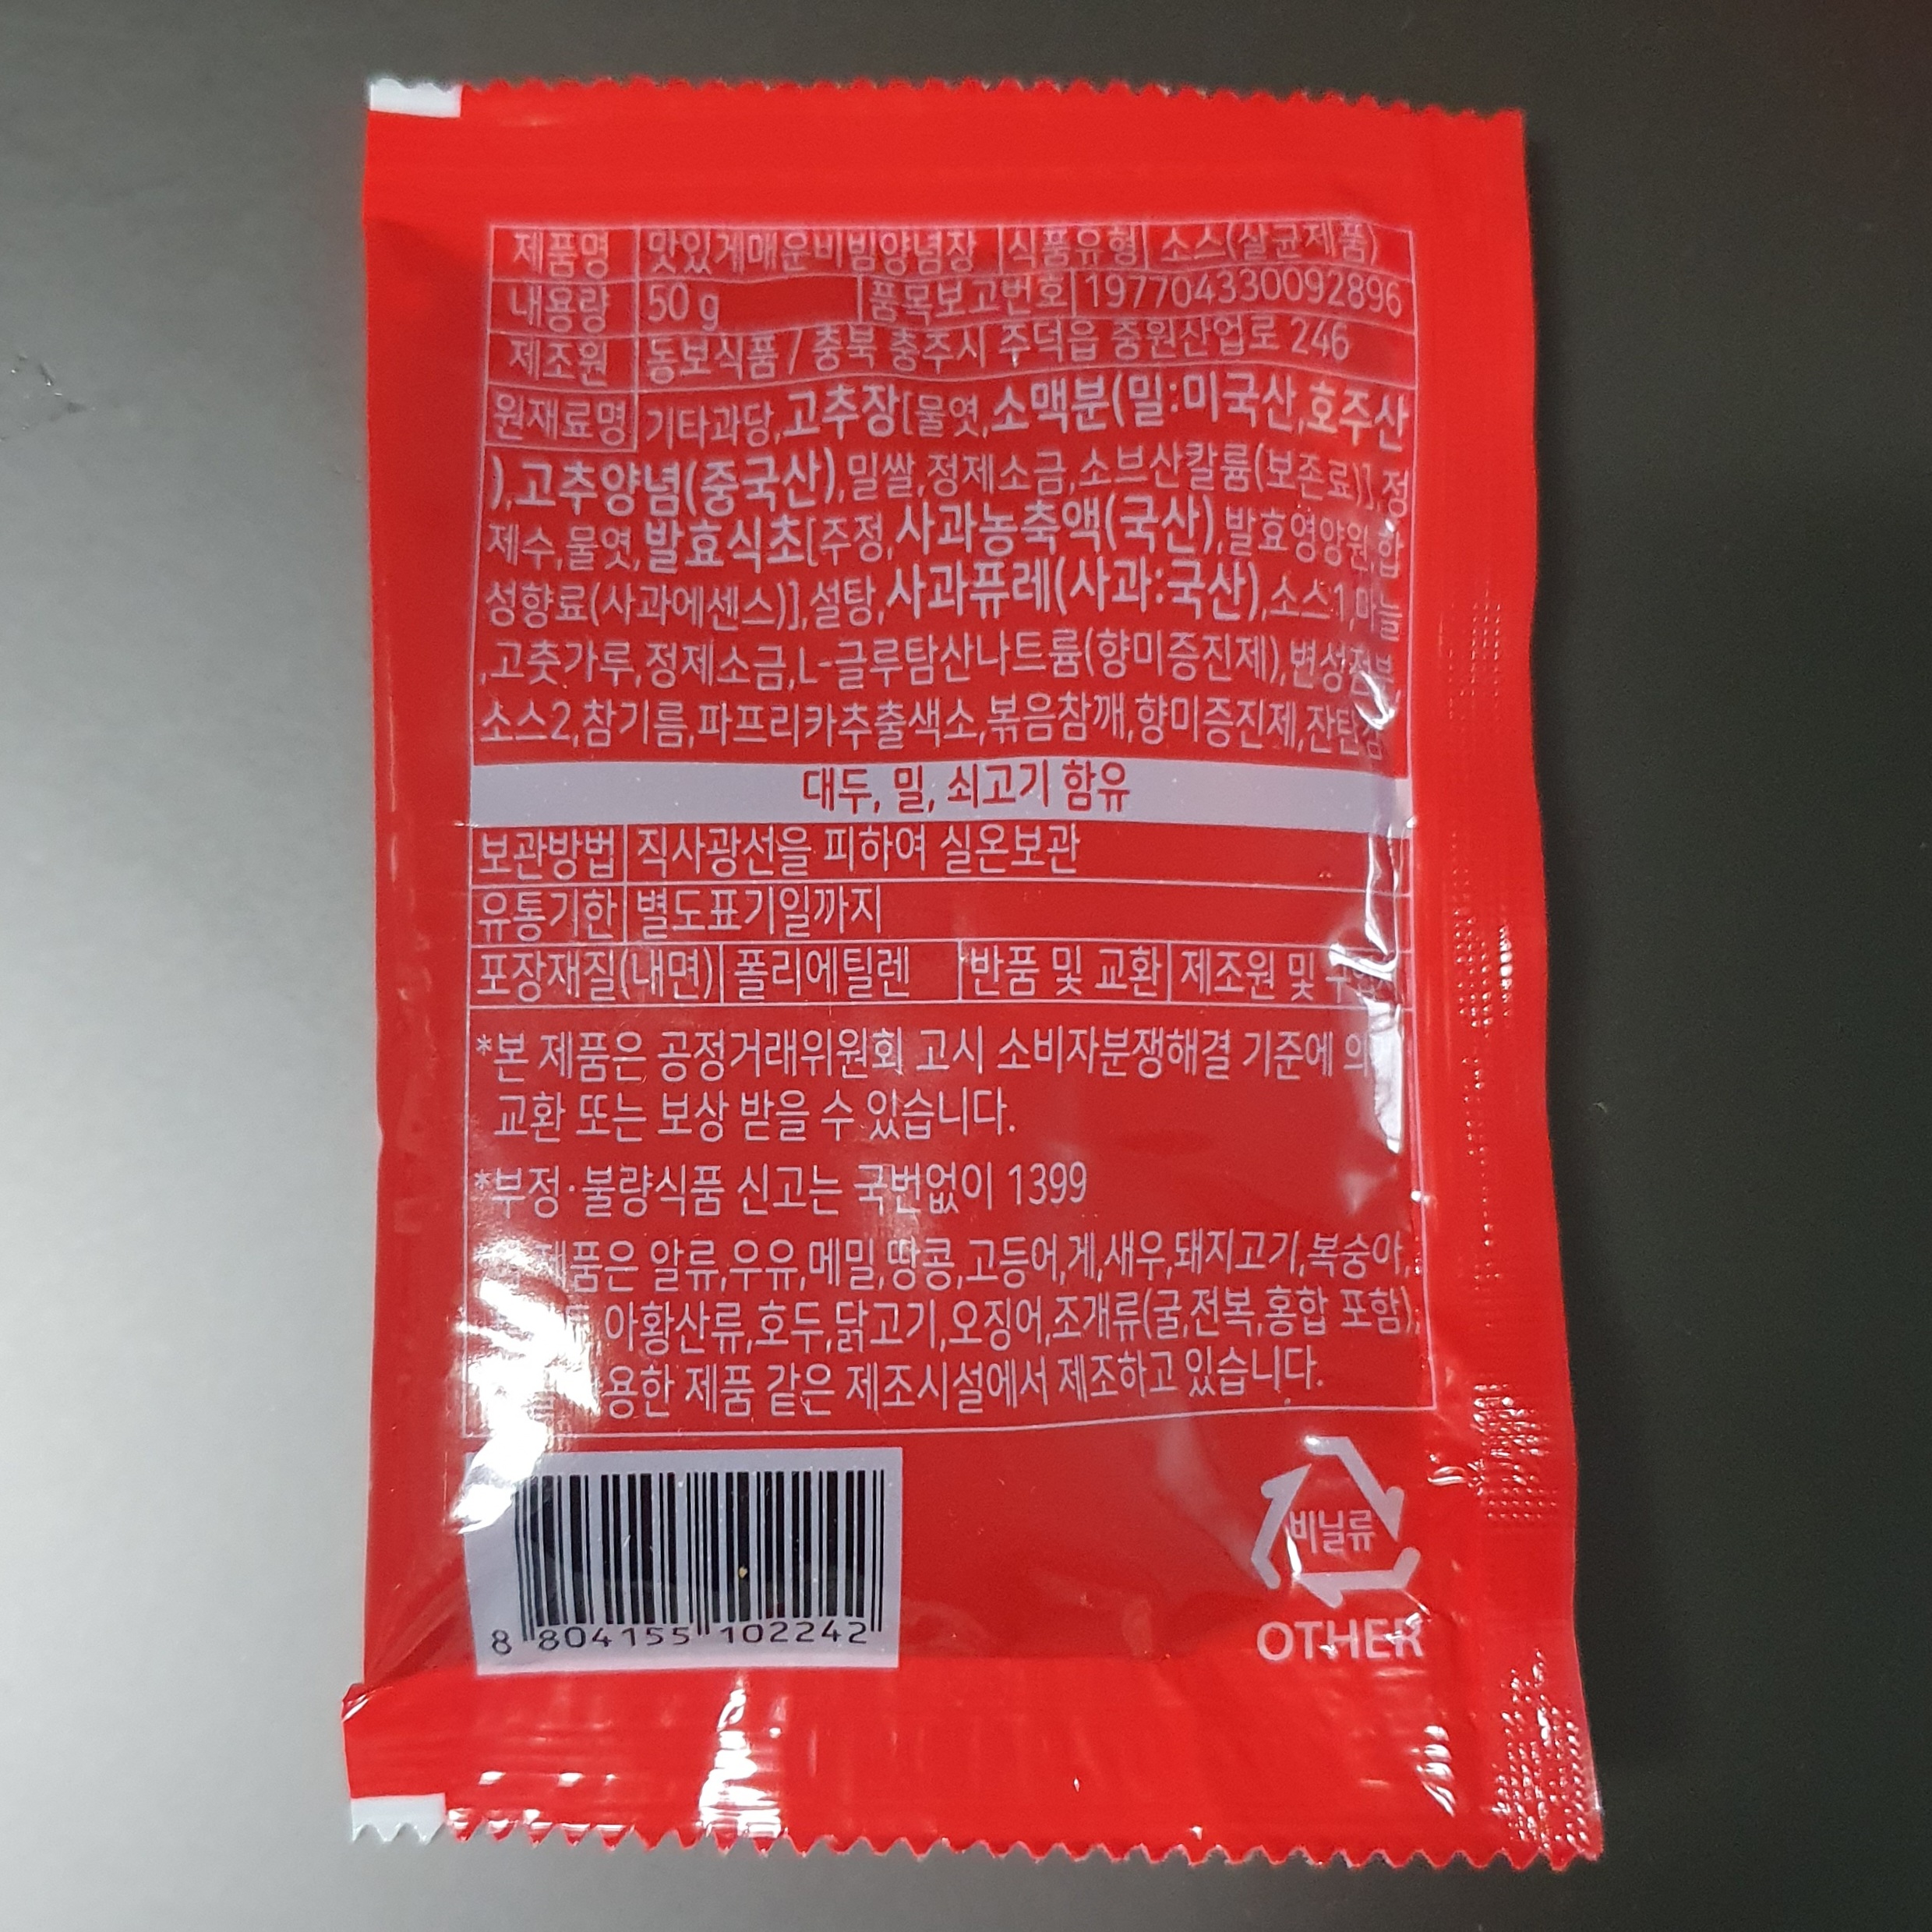 제품명 맛있게매운비빔양념장 식품유형 소스(살균제품)
내용량 50 g 품목보고번호 197704330092896
제조원 동보식품 / 충북 충주시 주덕읍 중원산업로 246
원재료명 기타과당,고추장[물엿,소맥분(밀:미국산,호주산
),고추양념(중국산),밀쌀,정제소금,소브산칼륨(보존료)],정
제수,물엿,발효식초[주정,사과농축액(국산),발효영양원,합
성향료(사과에센스)],설탕,사과퓨레(사과:국산),소스1,마늘
,고춧가루,정제소금,L-글루탐산나트륨(향미증진제),변성전분,
소스2,참기름,파프리카추출색소,볶음참깨,향미증진제,잔탄검
대두, 밀, 쇠고기 함유
보관방법 직사광선을 피하여 실온보관
유통기한 별도표기일까지
포장재질(내면) 폴리에틸렌 반품 및 교환 제조원 및
*본 제품은 공정거래위원회 고시 소비자분쟁해결 기준에 의
교환 또는 보상 받을 수 있습니다.
*부정·불량식품 신고는 국번없이 1399
제품은 알류,우유,메밀,땅콩,고등어,게,새우,돼지고기,복숭아,
아황산류,호두,닭고기,오징어,조개류(굴,전복,홍합 포함),
용한 제품 같은 제조시설에서 제조하고 있습니다.
비닐류
OTHER
8 804155 102242